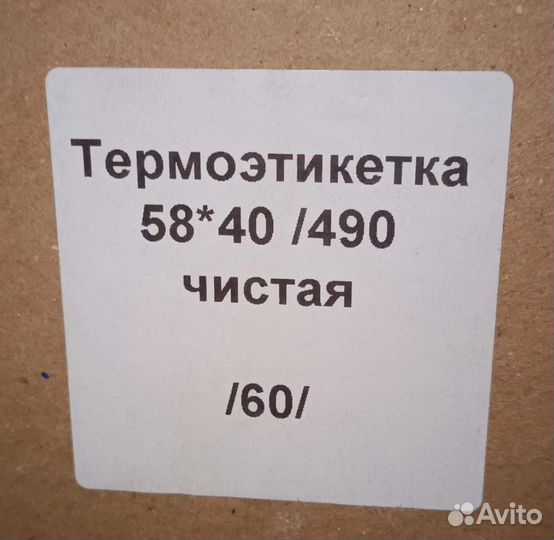 Термоэтикетка
58*40 /490
чистая
/60/
Avito